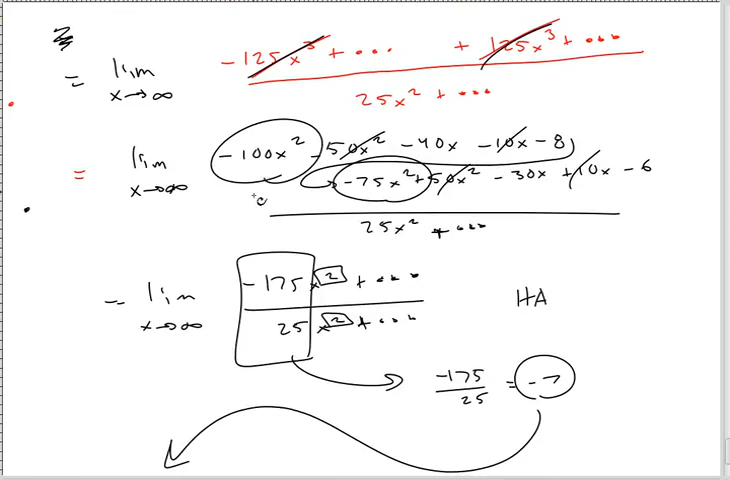 = lim x→∞ -125x³ + ... + 125x³ + ...
25x² + ...
= lim x→∞ -100x² - 50x² - 40x - 10x - 8
-75x² + 50x² - 30x + 10x - 6
25x² + ...
= lim x→∞ -175x² + ...
25x² + ...
HA
-175/25 = -7